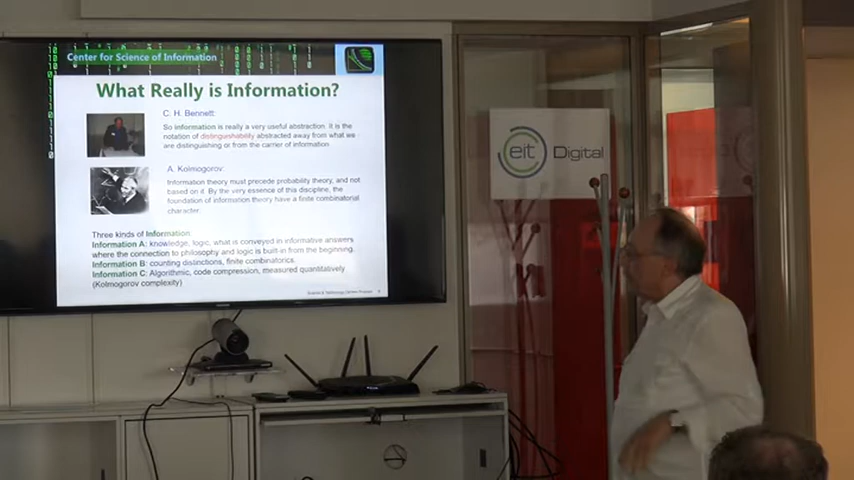 Center for Science of Information
What Really is Information?
C. H. Bennett:
So information is really a very useful abstraction. It is the
notation of distinguishability abstracted away from what we
are distinguishing or from the carrier of information
A. Kolmogorov:
Information theory must precede probability theory, and not
based on it. By the very essence of this discipline, the
foundation of information theory have a finite combinatorial
character.
Three kinds of Information:
Information A: knowledge, logic, what is conveyed in informative answers
where the connection to philosophy and logic is built-in from the beginning.
Information B: counting distinctions, finite combinatorics.
Information C: Algorithmic, code compression, measured quantitatively
(Kolmogorov complexity)
Science & Technology Center
eit Digital